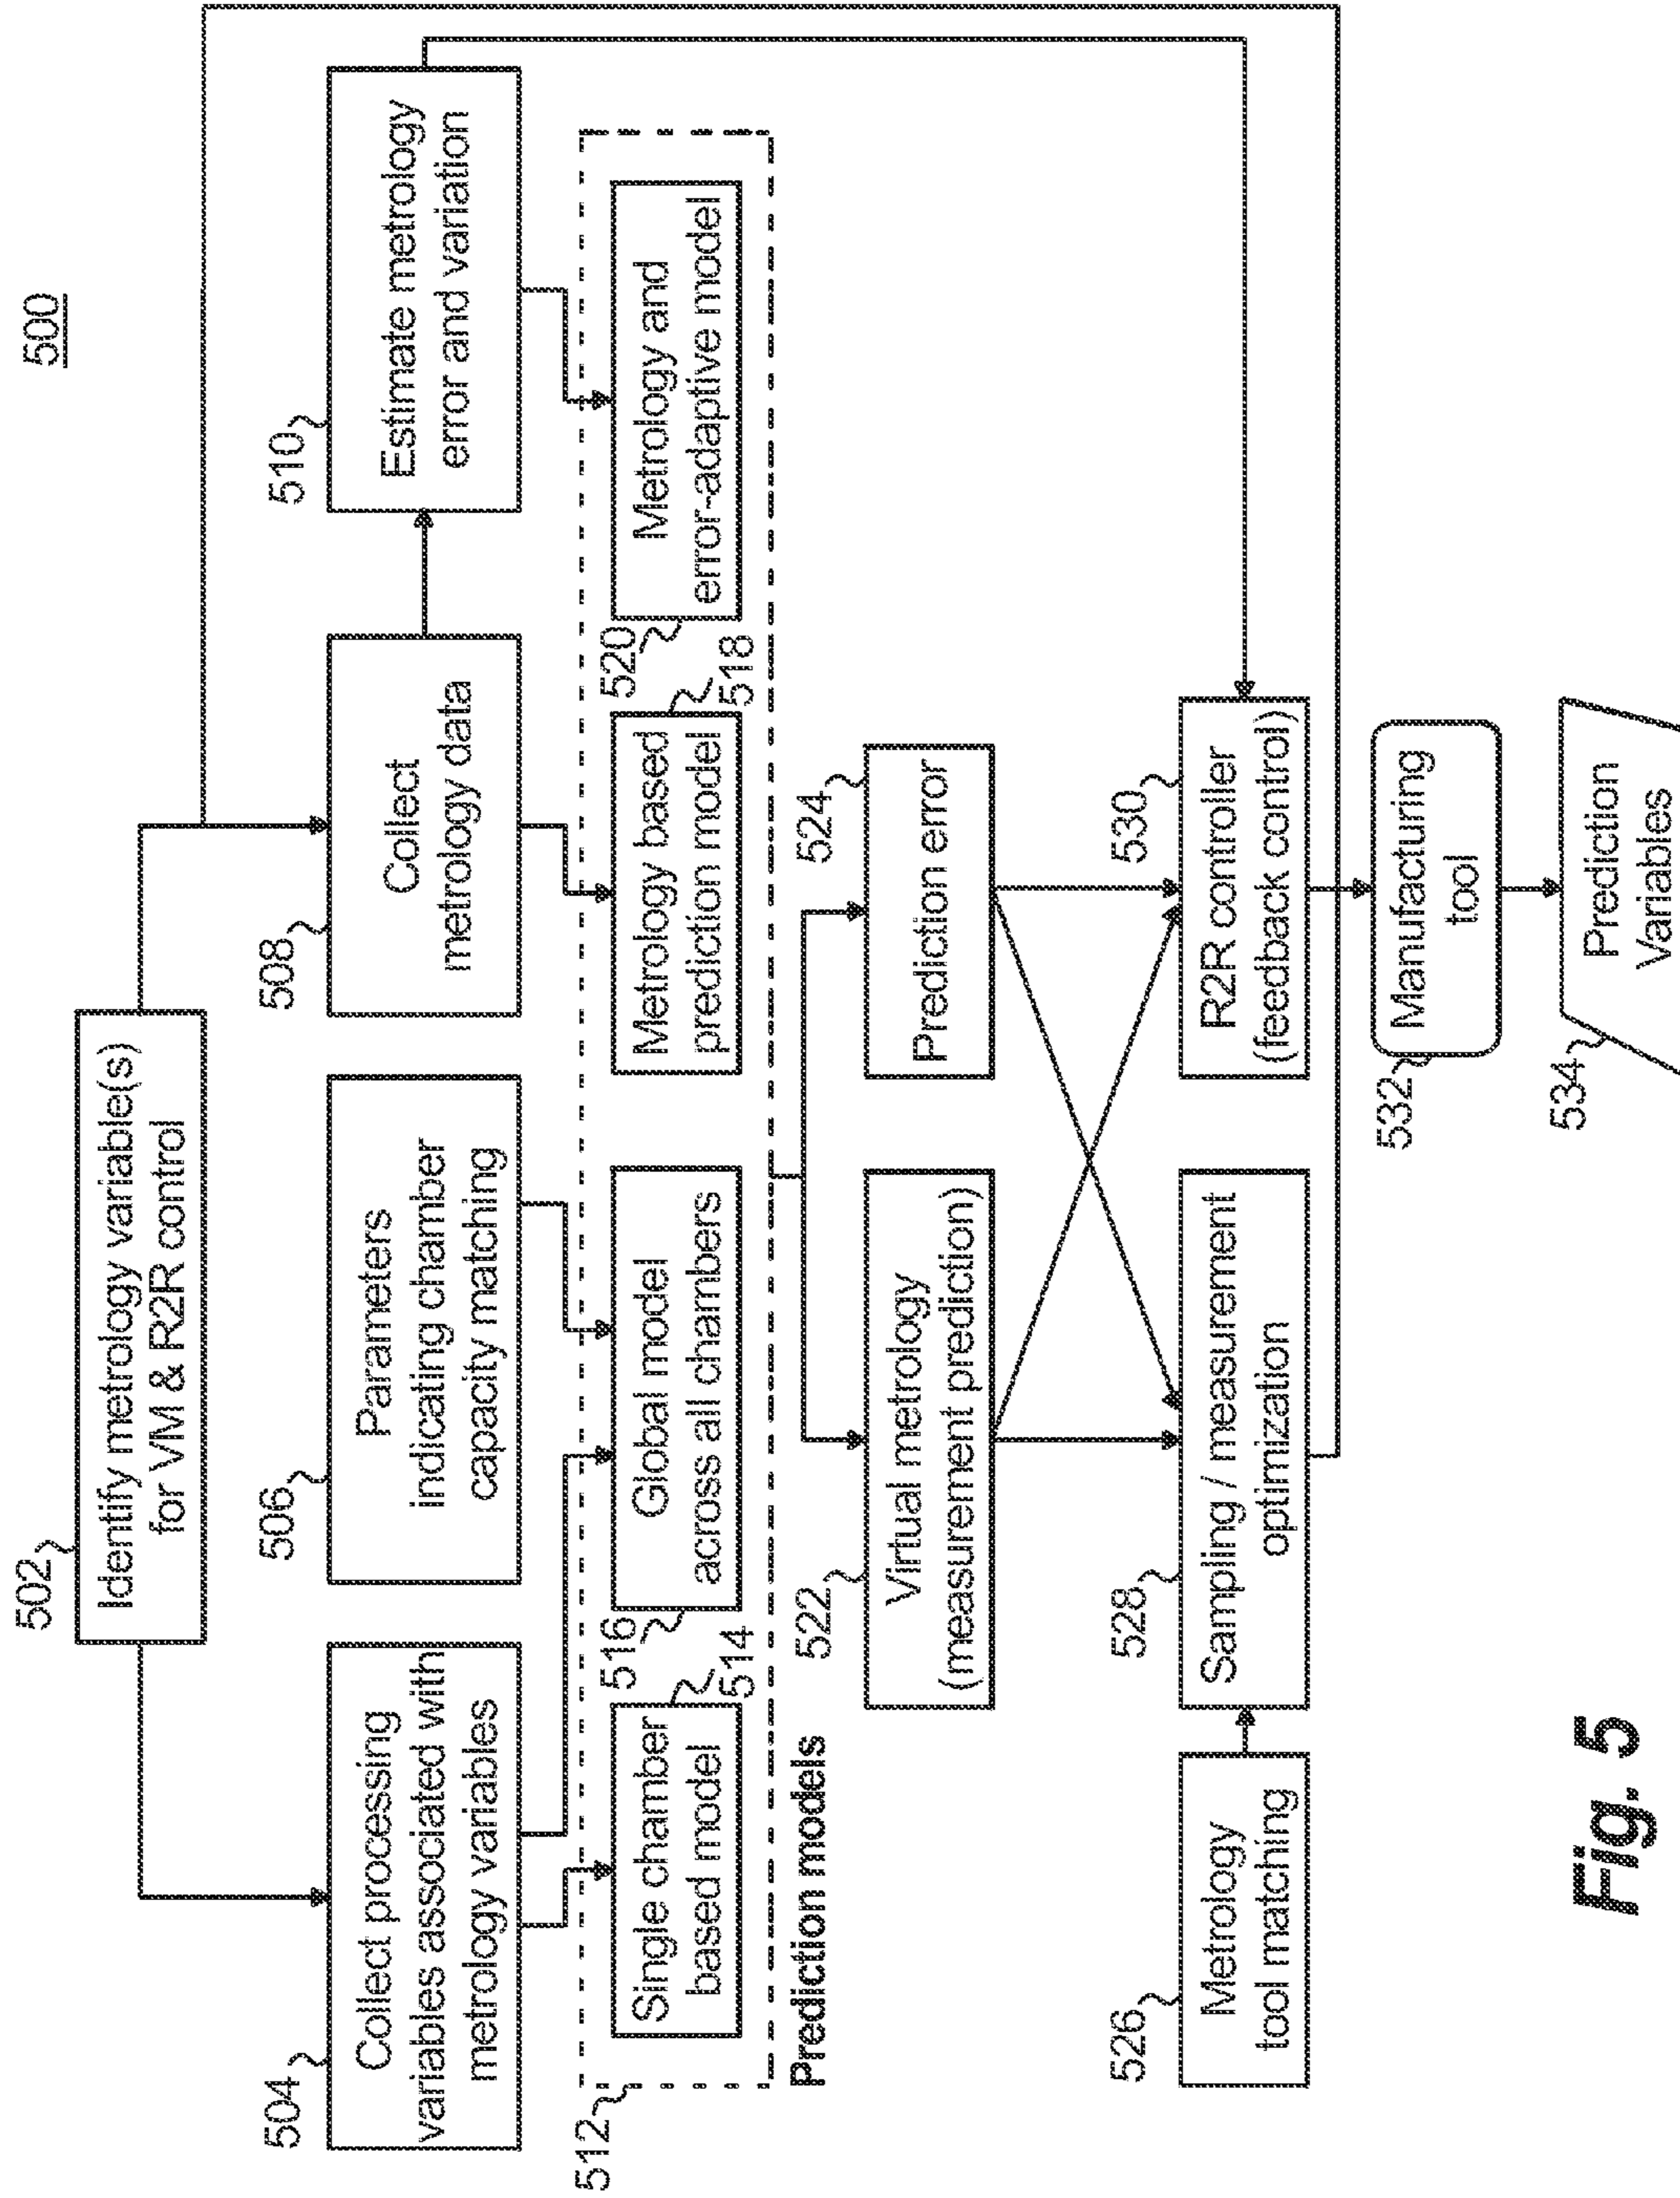 500
502
Identify metrology variable(s)
for VM & R2R control
504
Collect processing
variables associated with
metrology variables
506
Parameters
indicating chamber
capacity matching
508
Collect
metrology data
510
Estimate metrology
error and variation
512
Single chamber
based model
514
516
Global model
across all chambers
Metrology based
prediction model
518
520
Metrology and
error-adaptive model
Prediction models
522
Virtual metrology
(measurement prediction)
524
Prediction error
526
Metrology
tool matching
528
Sampling / measurement
optimization
530
R2R controller
(feedback control)
532
Manufacturing
tool
534
Prediction
Variables
Fig. 5